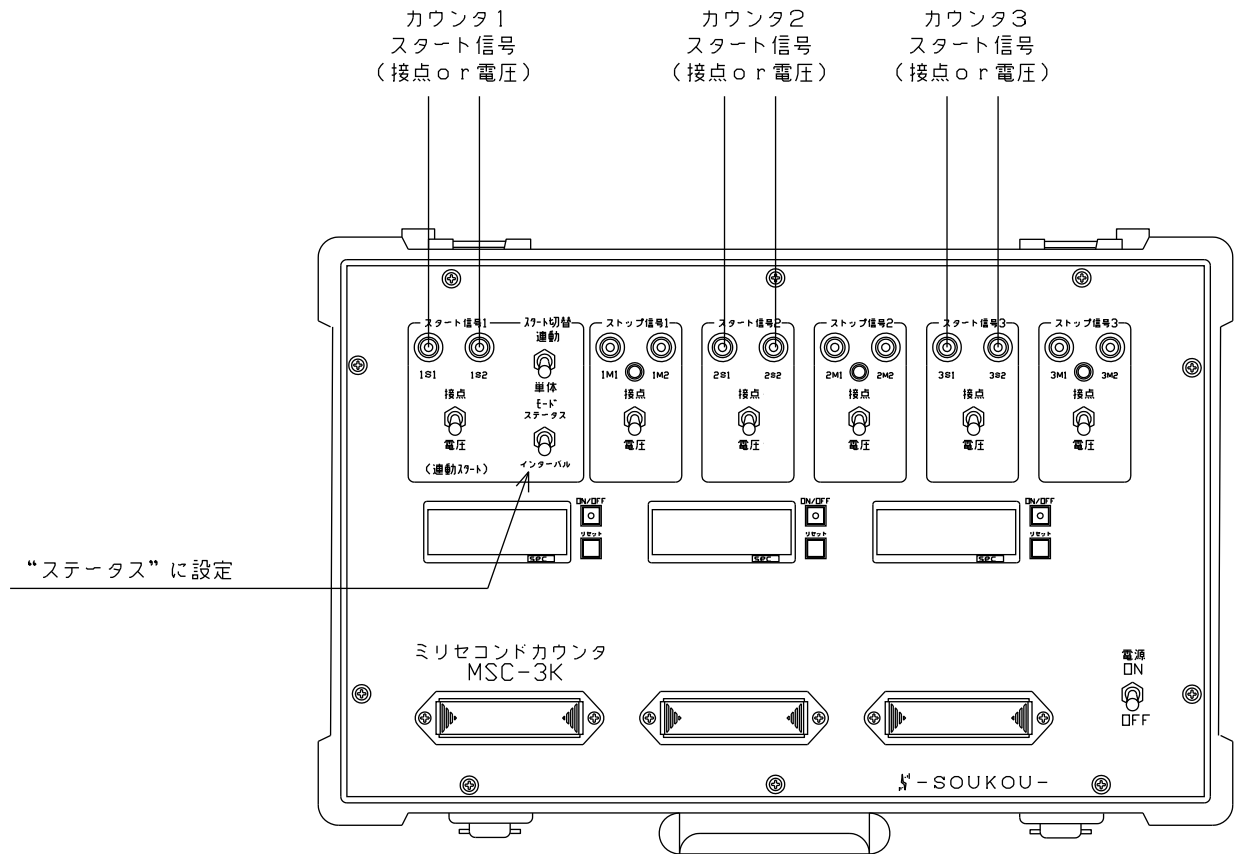 カウンタ1
スタート信号
(接点or電圧)
カウンタ2
スタート信号
(接点or電圧)
カウンタ3
スタート信号
(接点or電圧)
スタート信号1
スタート切替
連動
単体
モード
ステータス
インターバル
1S1
1S2
接点
電圧
(連動スタート)
ストップ信号1
1M1
1M2
接点
電圧
スタート信号2
2S1
2S2
接点
電圧
ストップ信号2
2M1
2M2
接点
電圧
スタート信号3
3S1
3S2
接点
電圧
ストップ信号3
3M1
3M2
接点
電圧
ON/OFF
リセット
sec
ON/OFF
リセット
sec
ON/OFF
リセット
sec
“ステータス”に設定
ミリセコンドカウンタ
MSC-3K
電源
ON
OFF
-SOUKOU-